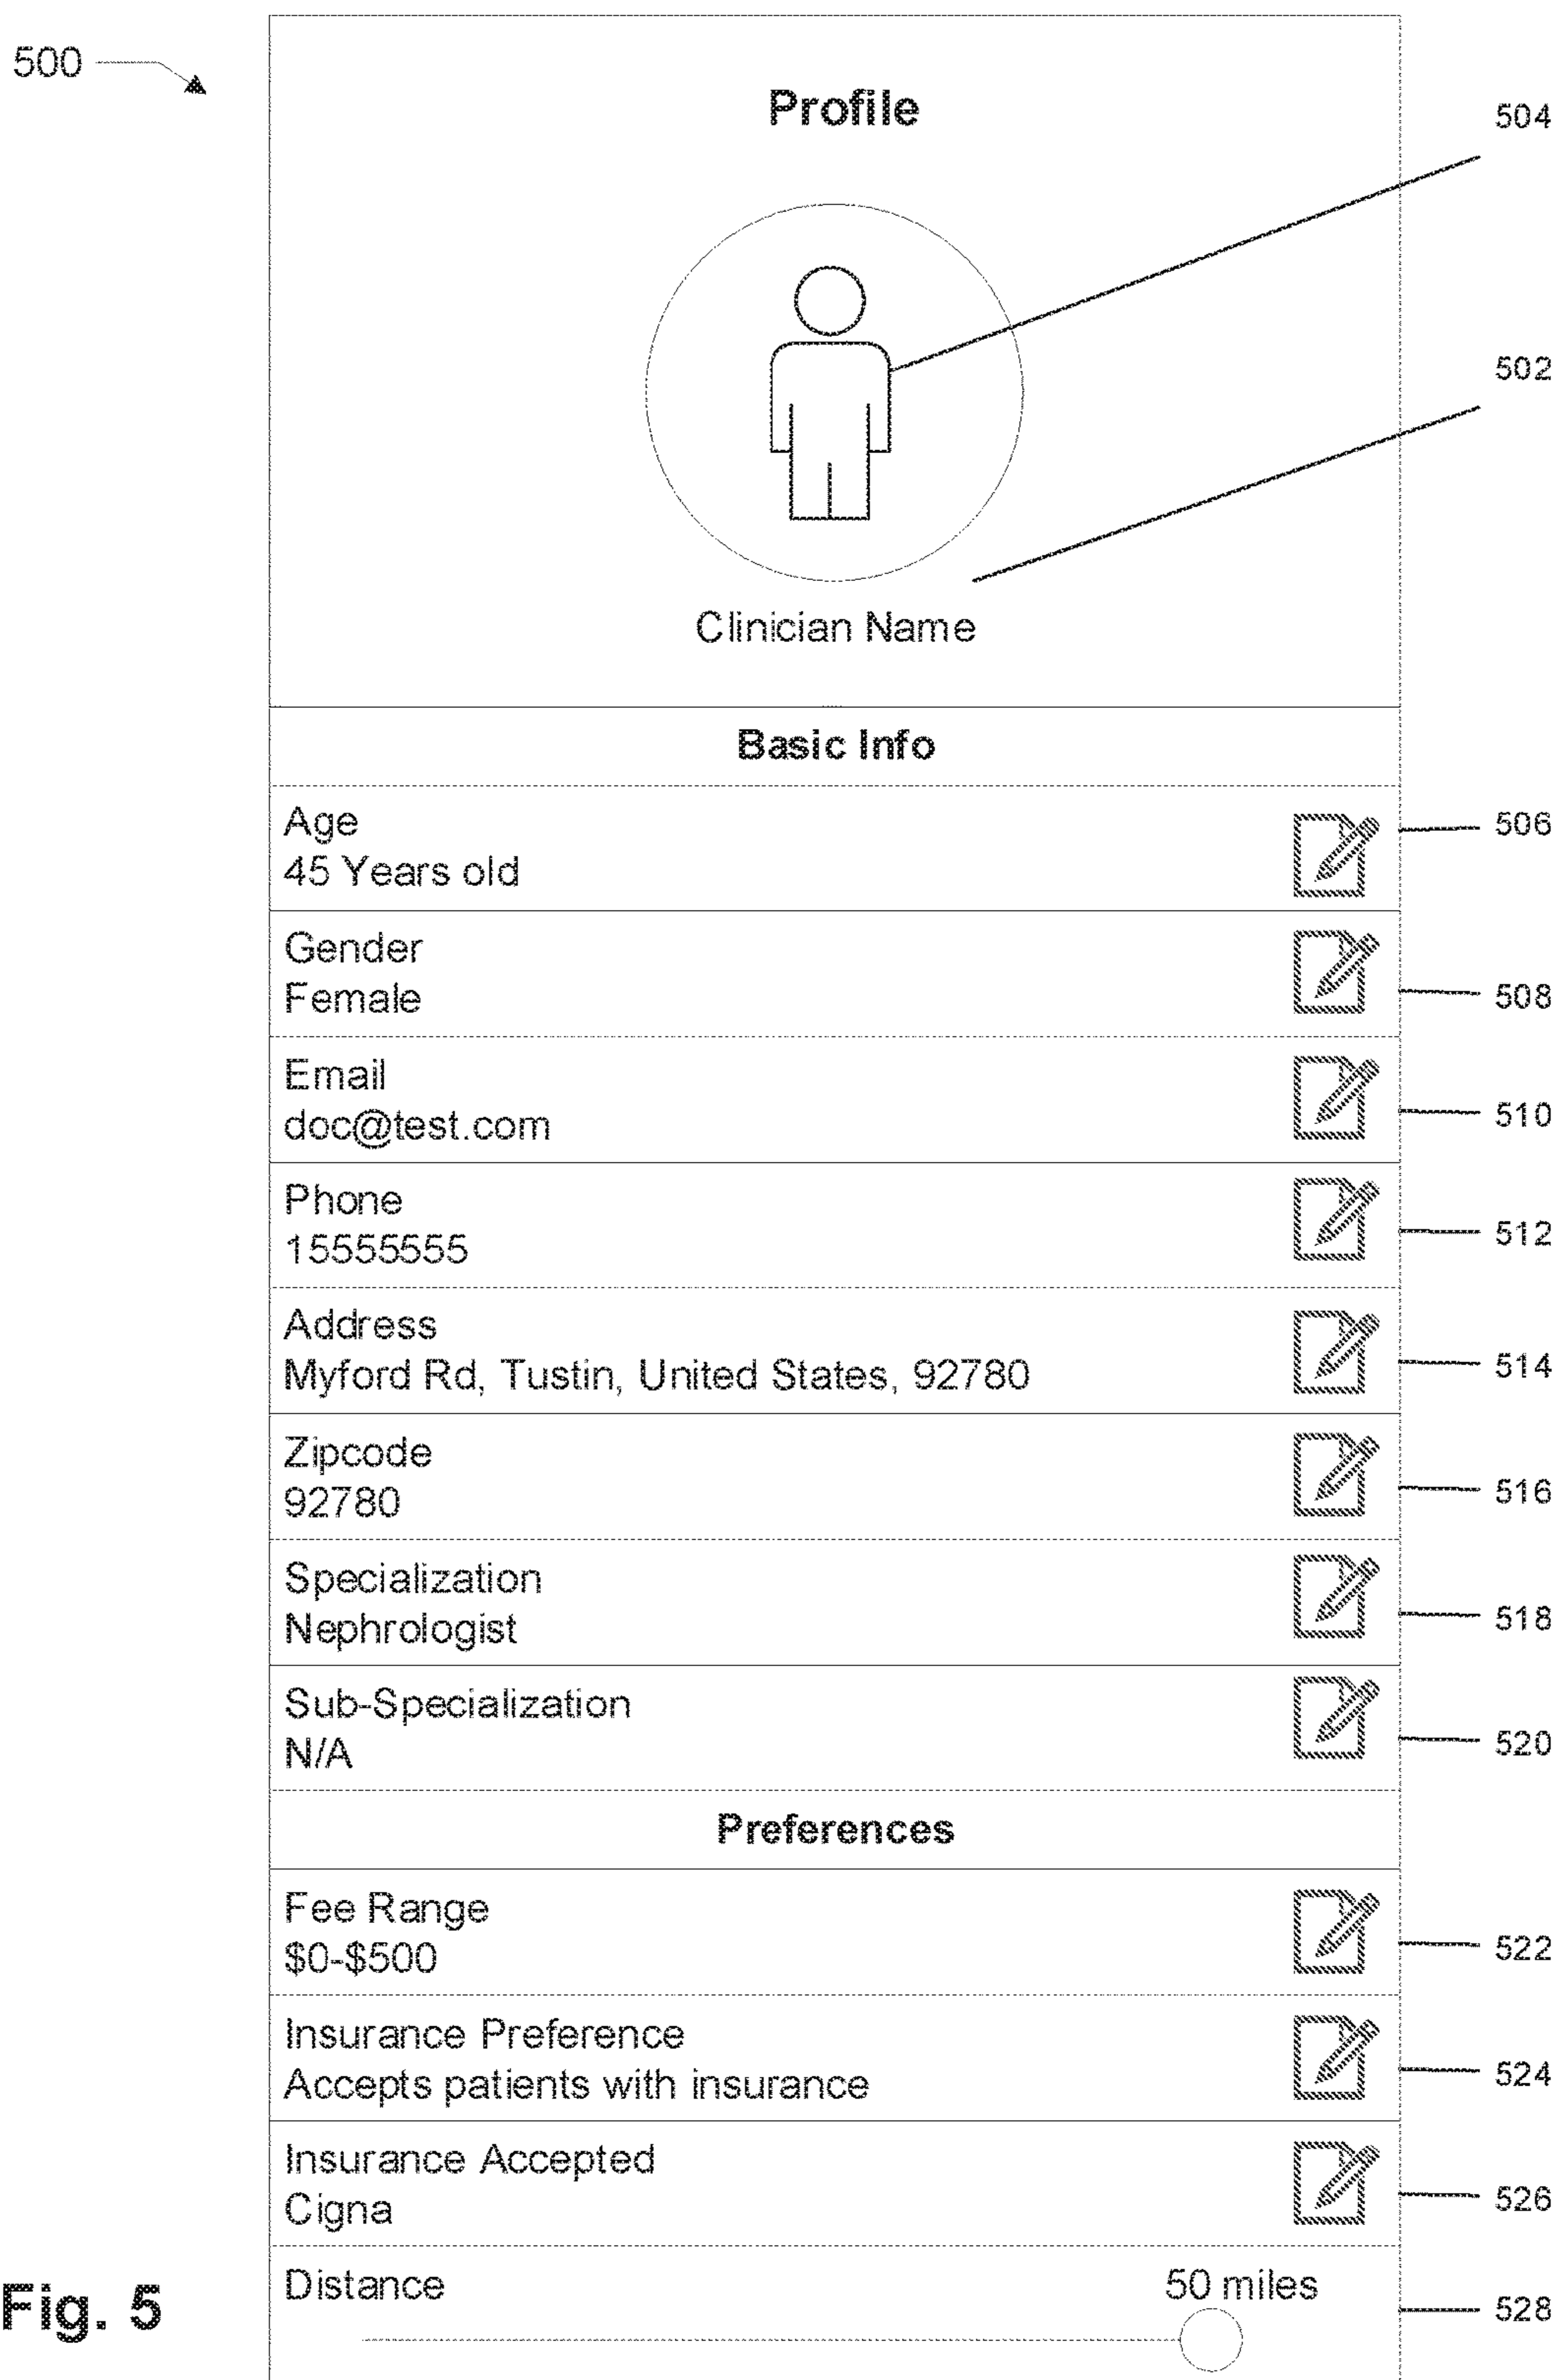 500
Profile
504
502
Clinician Name
Basic Info
Age
45 Years old
506
Gender
Female
508
Email
doc@test.com
510
Phone
15555555
512
Address
Myford Rd, Tustin, United States, 92780
514
Zipcode
92780
516
Specialization
Nephrologist
518
Sub-Specialization
N/A
520
Preferences
Fee Range
$0-$500
522
Insurance Preference
Accepts patients with insurance
524
Insurance Accepted
Cigna
526
Distance 50 miles
528
Fig. 5